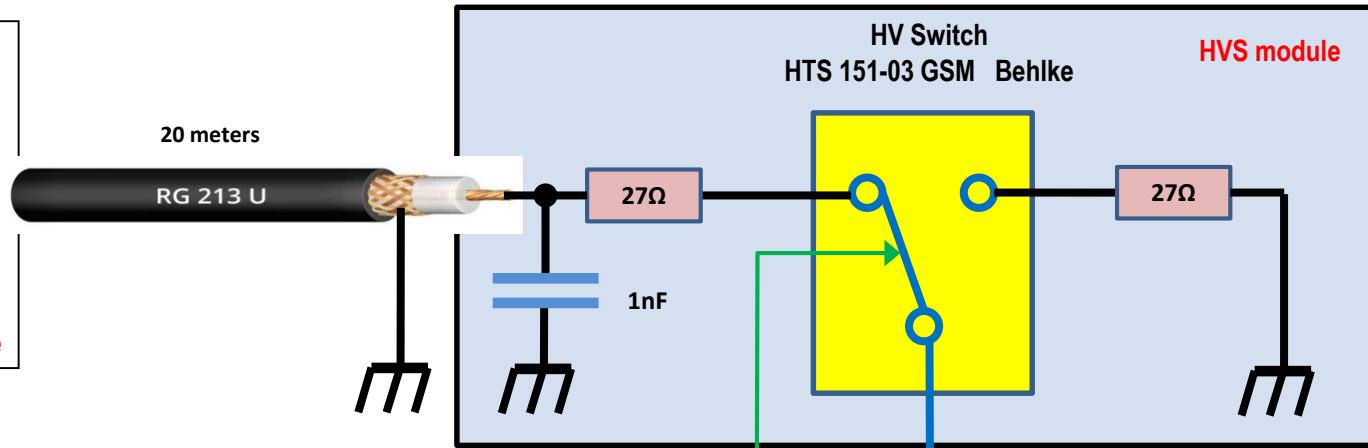 HV Switch
HTS 151-03 GSM Behlke
HVS module
20 meters
RG 213 U
27Ω
27Ω
1nF